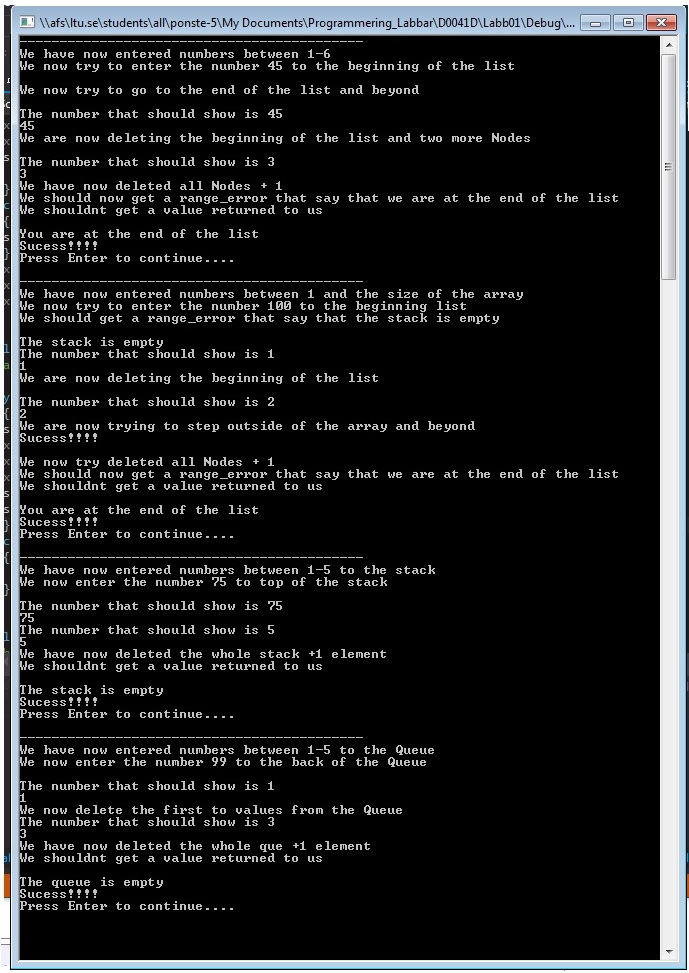 \\afs\ltu.se\students\all\ponste-5\My Documents\Programmering_Labbar\D0041D\Labb01\Debug\...
-------------------------------------------
We have now entered numbers between 1-6
We now try to enter the number 45 to the beginning of the list
We now try to go to the end of the list and beyond
The number that should show is 45
45
We are now deleting the beginning of the list and two more Nodes
The number that should show is 3
3
We have now deleted all Nodes + 1
We should now get a range_error that say that we are at the end of the list
We shouldnt get a value returned to us
You are at the end of the list
Sucess!!!!
Press Enter to continue....
-------------------------------------------
We have now entered numbers between 1 and the size of the array
We now try to enter the number 100 to the beginning list
We should get a range_error that say that the stack is empty
The stack is empty
The number that should show is 1
1
We are now deleting the beginning of the list
The number that should show is 2
2
We are now trying to step outside of the array and beyond
Sucess!!!!
We now try deleted all Nodes + 1
We should now get a range_error that say that we are at the end of the list
We shouldnt get a value returned to us
You are at the end of the list
Sucess!!!!
Press Enter to continue....
-------------------------------------------
We have now entered numbers between 1-5 to the stack
We now enter the number 75 to top of the stack
The number that should show is 75
75
The number that should show is 5
5
We have now deleted the whole stack +1 element
We shouldnt get a value returned to us
The stack is empty
Sucess!!!!
Press Enter to continue....
-------------------------------------------
We have now entered numbers between 1-5 to the Queue
We now enter the number 99 to the back of the Queue
The number that should show is 1
1
We now delete the first to values from the Queue
The number that should show is 3
3
We have now deleted the whole que +1 element
We shouldnt get a value returned to us
The queue is empty
Sucess!!!!
Press Enter to continue....